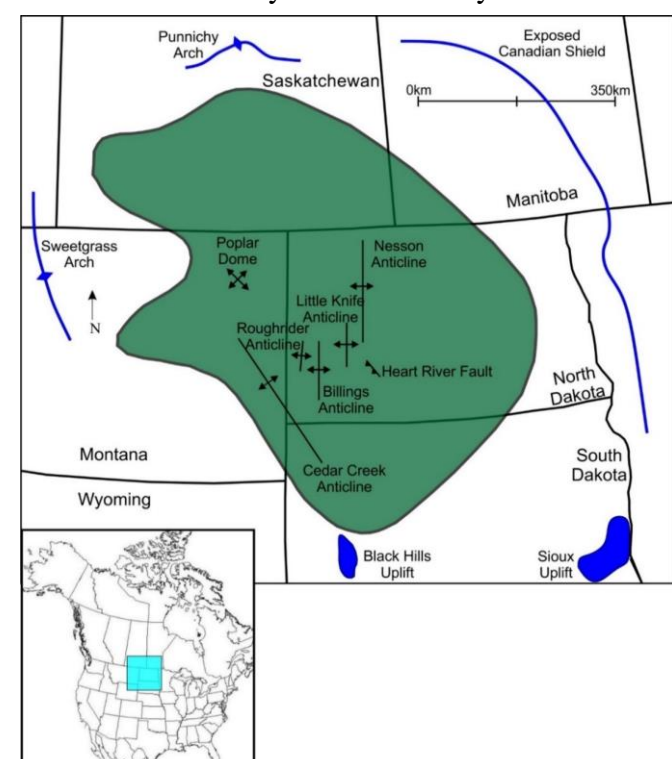 Punnichy
Arch
Exposed
Canadian Shield
Saskatchewan
0km
350km
Manitoba
Sweetgrass
Arch
Poplar
Dome
Nesson
Anticline
N
Little Knife
Anticline
Roughrider
Anticline
Heart River Fault
Billings
Anticline
North
Dakota
Montana
Cedar Creek
Anticline
South
Dakota
Wyoming
Black Hills
Uplift
Sioux
Uplift